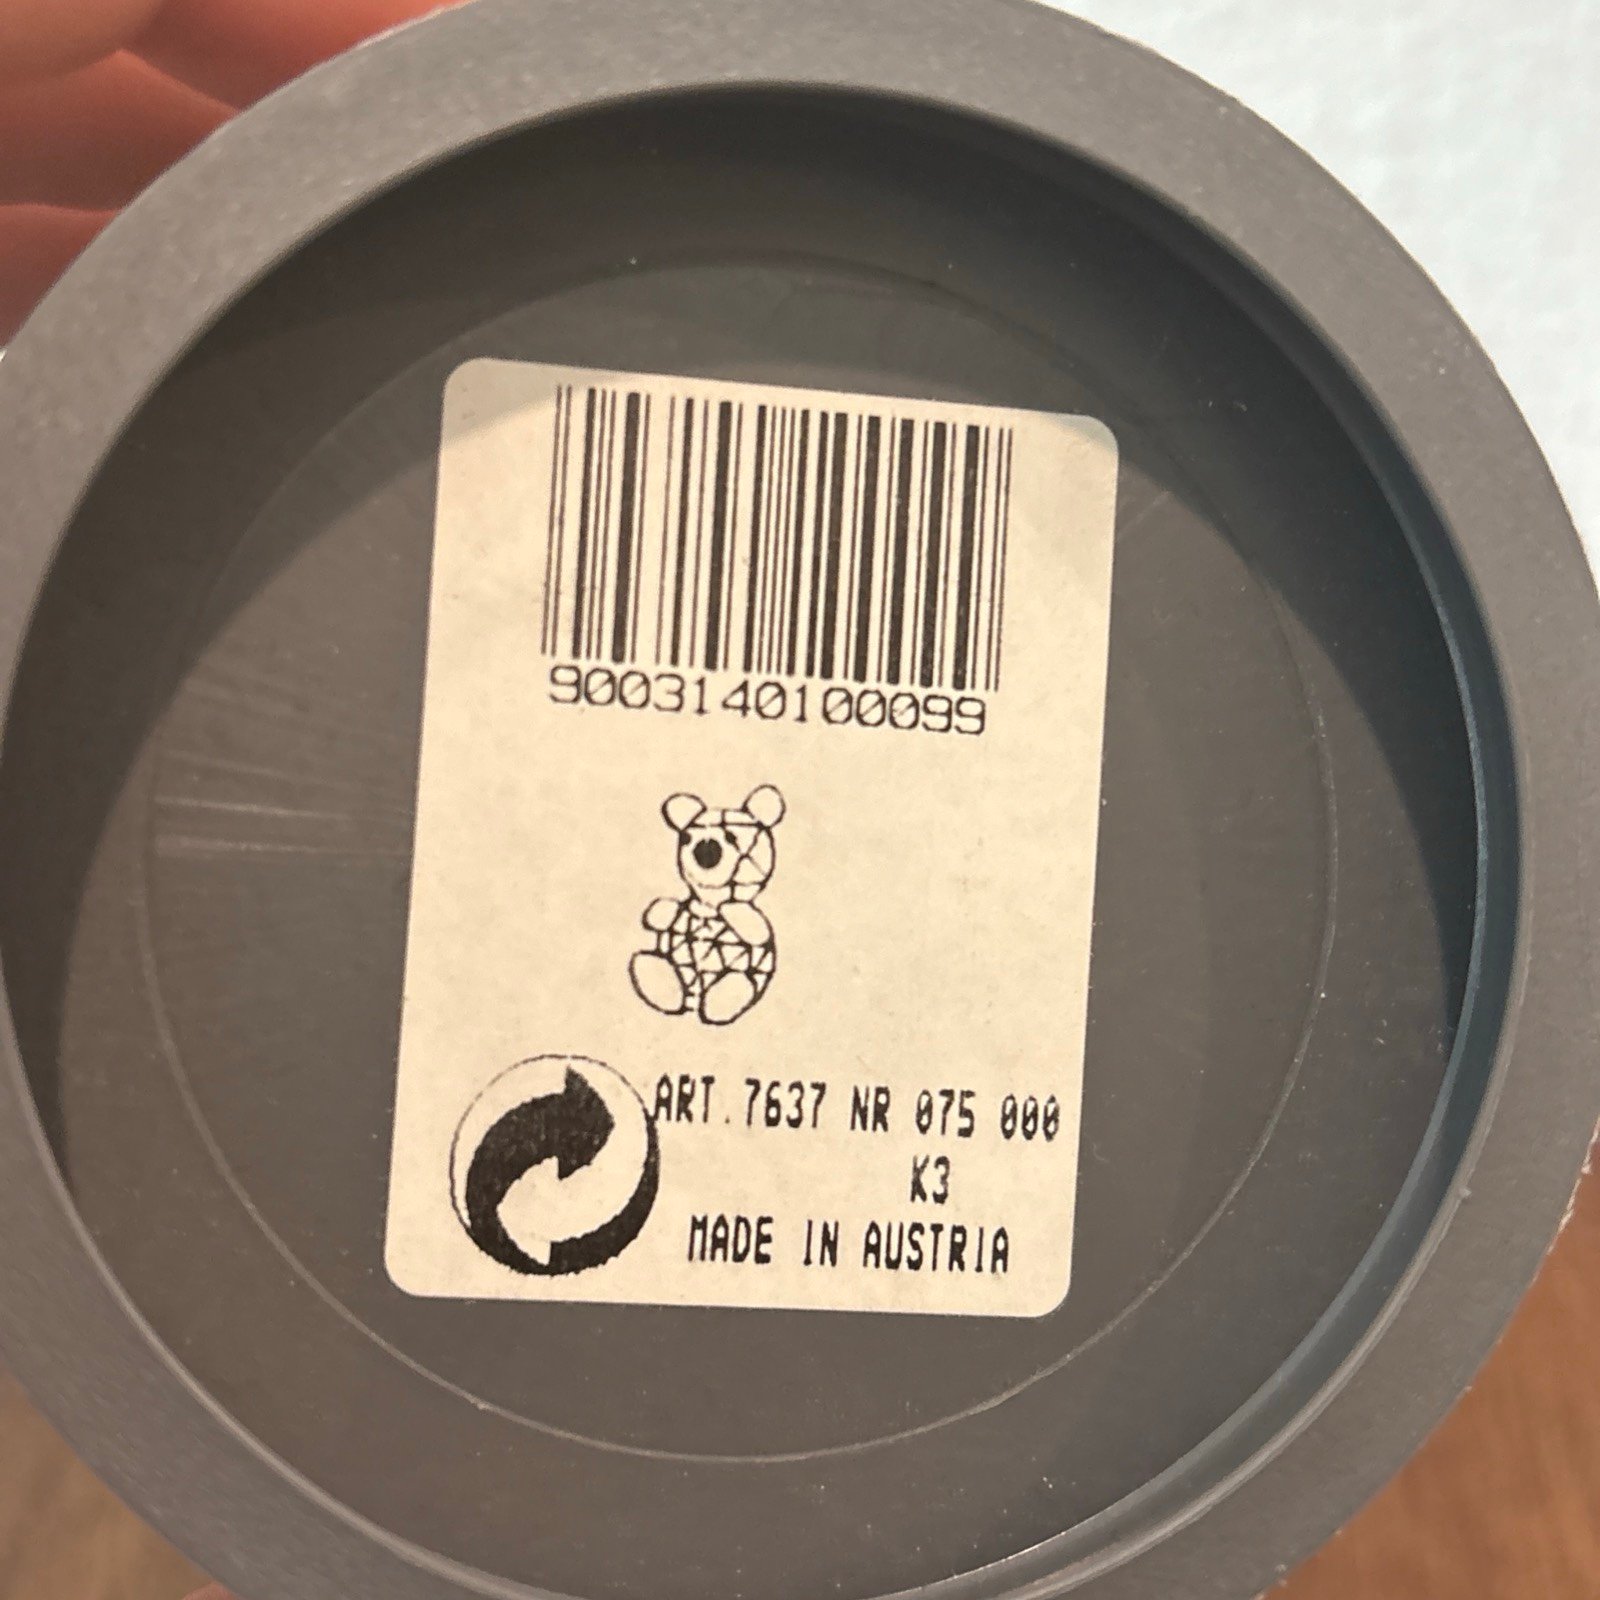 9003140100099
ART.7637 NR 075 000
K3
MADE IN AUSTRIA